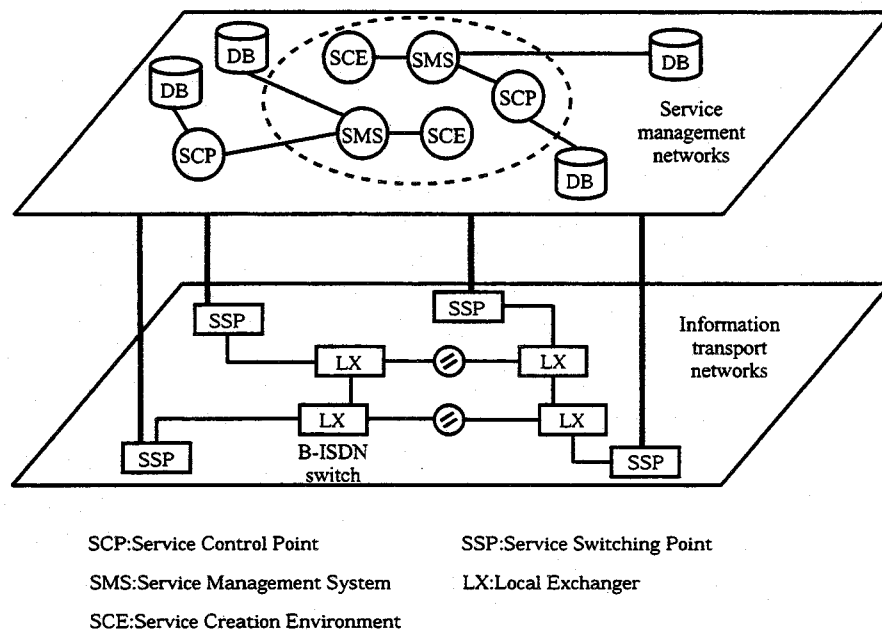 DB
SCE
SMS
DB
DB
SCP
SMS
SCE
SCP
DB
Service
management
networks
SSP
SSP
Information
transport
networks
LX
LX
LX
LX
B-ISDN
switch
SSP
SSP
SCP:Service Control Point
SSP:Service Switching Point
SMS:Service Management System
LX:Local Exchanger
SCE:Service Creation Environment